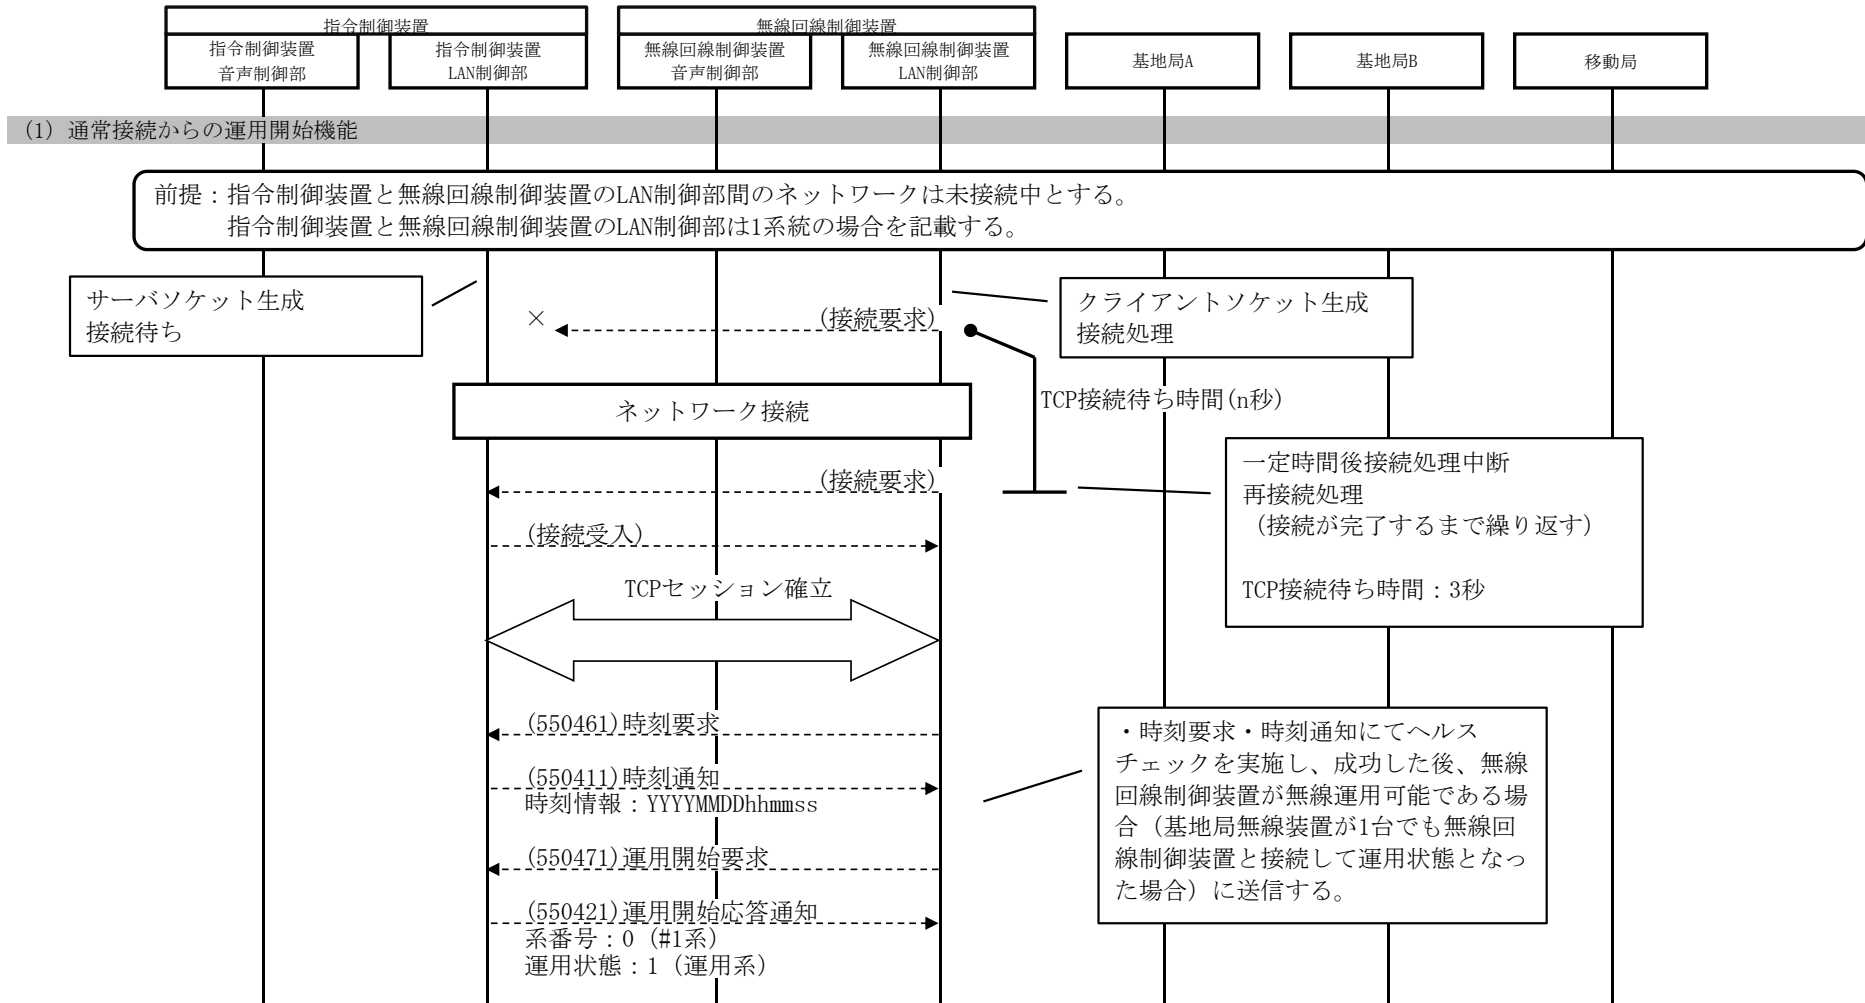 指令制御装置
無線回線制御装置
指令制御装置
音声制御部
指令制御装置
LAN制御部
無線回線制御装置
音声制御部
無線回線制御装置
LAN制御部
基地局A
基地局B
移動局
(1) 通常接続からの運用開始機能
前提：指令制御装置と無線回線制御装置のLAN制御部間のネットワークは未接続中とする。
指令制御装置と無線回線制御装置のLAN制御部は1系統の場合を記載する。
サーバソケット生成
接続待ち
×
(接続要求)
クライアントソケット生成
接続処理
TCP接続待ち時間(n秒)
ネットワーク接続
(接続要求)
一定時間後接続処理中断
再接続処理
（接続が完了するまで繰り返す）
TCP接続待ち時間：3秒
(接続受入)
TCPセッション確立
(550461)時刻要求
(550411)時刻通知
時刻情報：YYYYMMDDhhmmss
(550471)運用開始要求
(550421)運用開始応答通知
系番号：0（#1系）
運用状態：1（運用系）
・時刻要求・時刻通知にてヘルス
チェックを実施し、成功した後、無線
回線制御装置が無線運用可能である場
合（基地局無線装置が1台でも無線回
線制御装置と接続して運用状態となっ
た場合）に送信する。